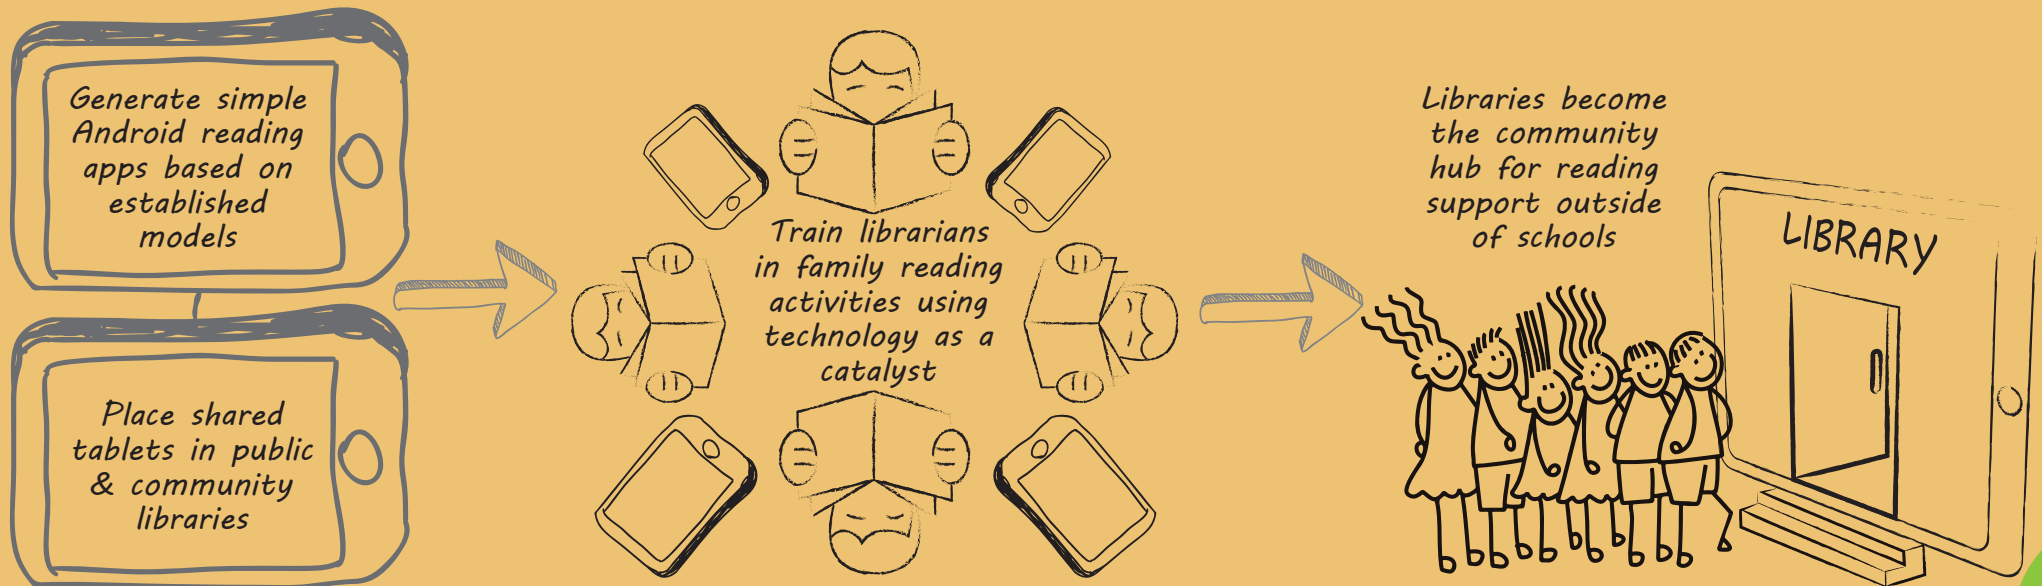 Generate simple
Android reading
apps based on
established
models
Place shared
tablets in public
& community
libraries
Train librarians
in family reading
activities using
technology as a
catalyst
Libraries become
the community
hub for reading
support outside
of schools
LIBRARY